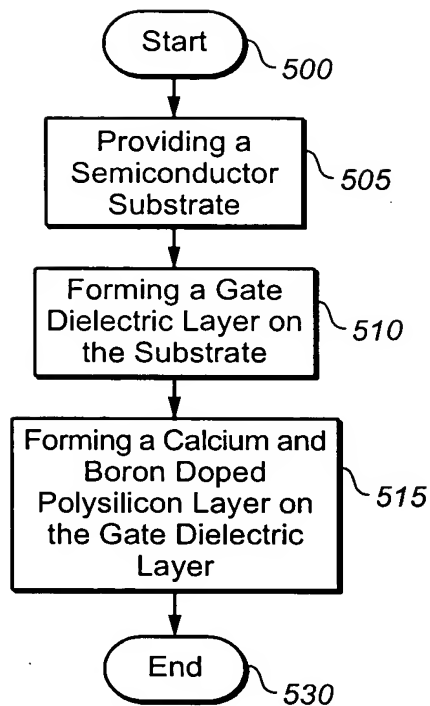 Start
500
Providing a
Semiconductor
Substrate
505
Forming a Gate
Dielectric Layer on
the Substrate
510
Forming a Calcium and
Boron Doped
Polysilicon Layer on
the Gate Dielectric
Layer
515
End
530